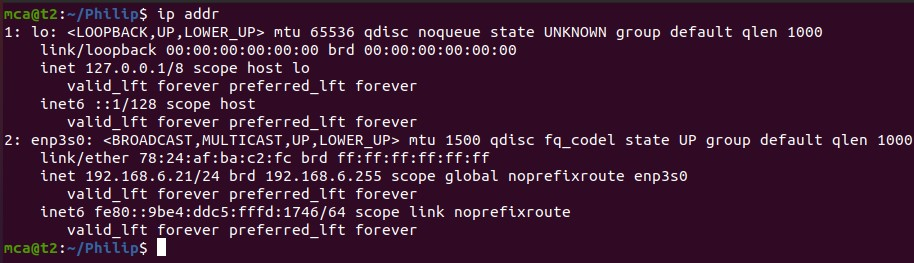 mca@t2:~/Philip$ ip addr
1: lo: <LOOPBACK,UP,LOWER_UP> mtu 65536 qdisc noqueue state UNKNOWN group default qlen 1000
    link/loopback 00:00:00:00:00:00 brd 00:00:00:00:00:00
    inet 127.0.0.1/8 scope host lo
       valid_lft forever preferred_lft forever
    inet6 ::1/128 scope host
       valid_lft forever preferred_lft forever
2: enp3s0: <BROADCAST,MULTICAST,UP,LOWER_UP> mtu 1500 qdisc fq_codel state UP group default qlen 1000
    link/ether 78:24:af:ba:c2:fc brd ff:ff:ff:ff:ff:ff
    inet 192.168.6.21/24 brd 192.168.6.255 scope global noprefixroute enp3s0
       valid_lft forever preferred_lft forever
    inet6 fe80::9be4:ddc5:fffd:1746/64 scope link noprefixroute
       valid_lft forever preferred_lft forever
mca@t2:~/Philip$